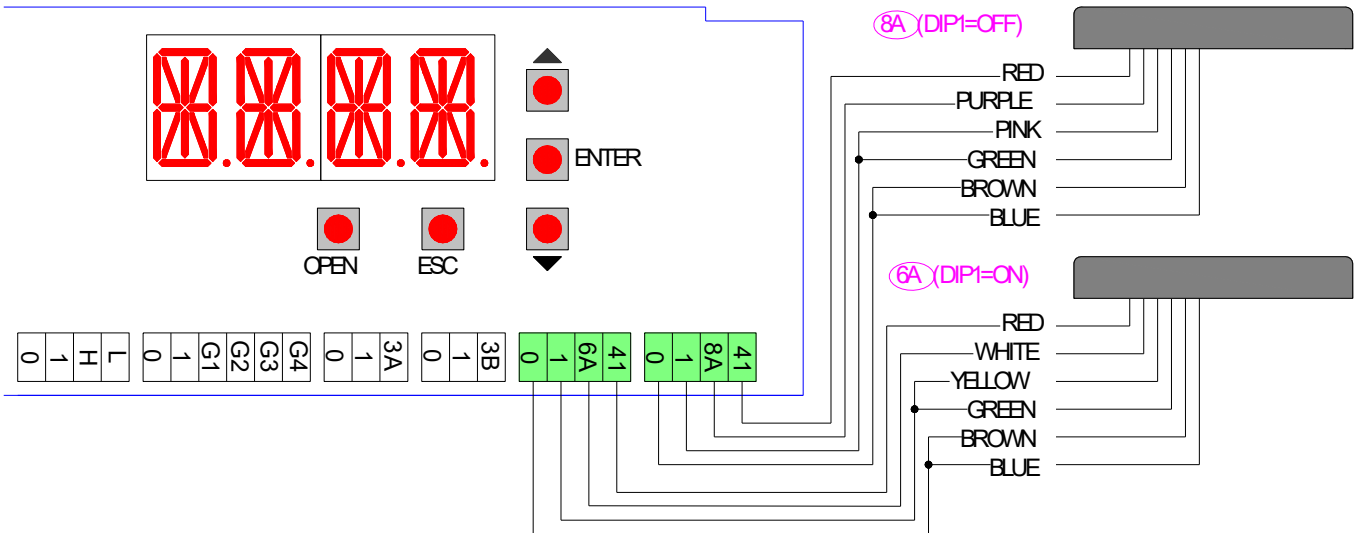 8A (DIP1=OFF)
RED
PURPLE
PINK
ENTER
GREEN
BROWN
BLUE
OPEN
ESC
6A (DIP1=ON)
RED
WHITE
YELLOW
GREEN
BROWN
BLUE
0 1 H L
0 1 G1 G2 G3 G4
0 1 3A
0 1 3B
0 1 6A 41
0 1 8A 41